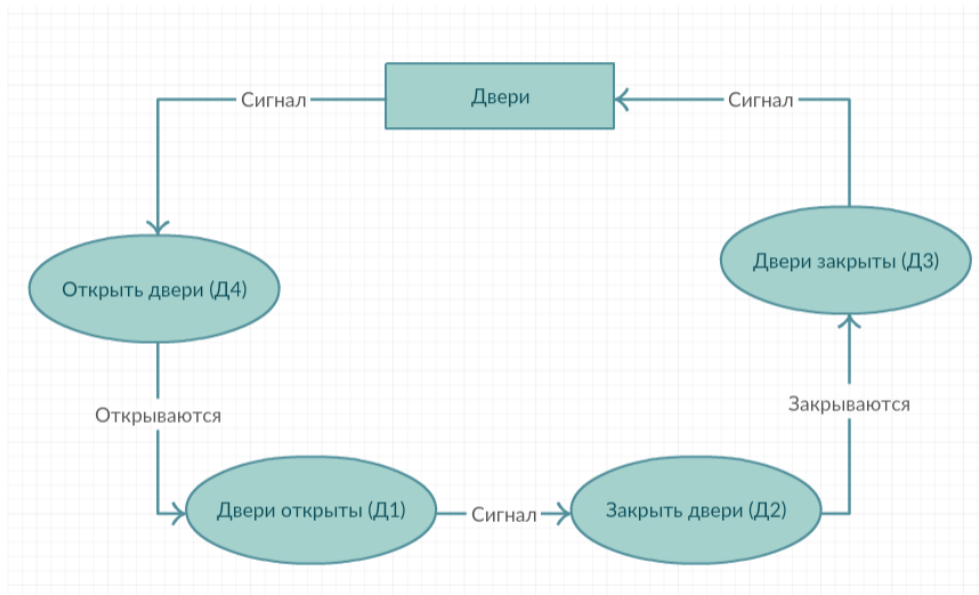 Двери
Сигнал
Сигнал
Двери закрыты (Д3)
Открыть двери (Д4)
Закрываются
Открываются
Двери открыты (Д1)
Сигнал
Закрыть двери (Д2)